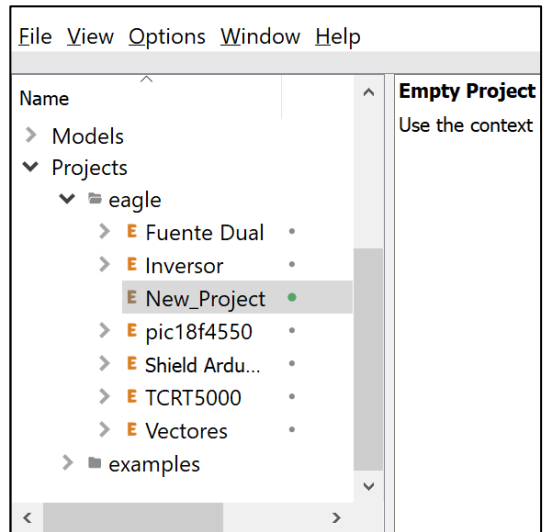 File View Options Window Help
Name
Models
Projects
eagle
E Fuente Dual
E Inversor
E New_Project
E pic18f4550
E Shield Ardu...
E TCRT5000
E Vectores
examples
Empty Project
Use the context